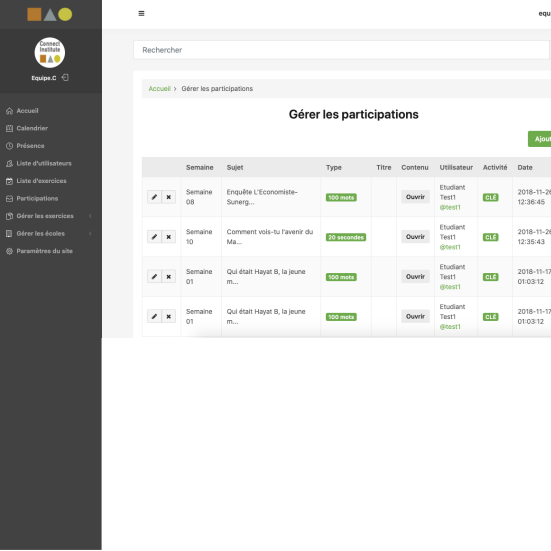 Connect
Institute
Equipe.C
Accueil
Calendrier
Présence
Liste d'utilisateurs
Liste d'exercices
Participations
Gérer les exercices
Gérer les écoles
Paramètres du site
equi
Rechercher
Accueil > Gérer les participations
Gérer les participations
Ajout
Semaine Sujet Type Titre Contenu Utilisateur Activité Date
Semaine 08 Enquête L'Economiste-Sunerg... 100 mots Ouvrir Etudiant Test1 @test1 CLÉ 2018-11-26 12:36:45
Semaine 10 Comment vois-tu l'avenir du Ma... 20 secondes Ouvrir Etudiant Test1 @test1 CLÉ 2018-11-26 12:35:43
Semaine 01 Qui était Hayat B, la jeune m... 100 mots Ouvrir Etudiant Test1 @test1 CLÉ 2018-11-17 01:03:12
Semaine 01 Qui était Hayat B, la jeune m... 100 mots Ouvrir Etudiant Test1 @test1 CLÉ 2018-11-17 01:03:12